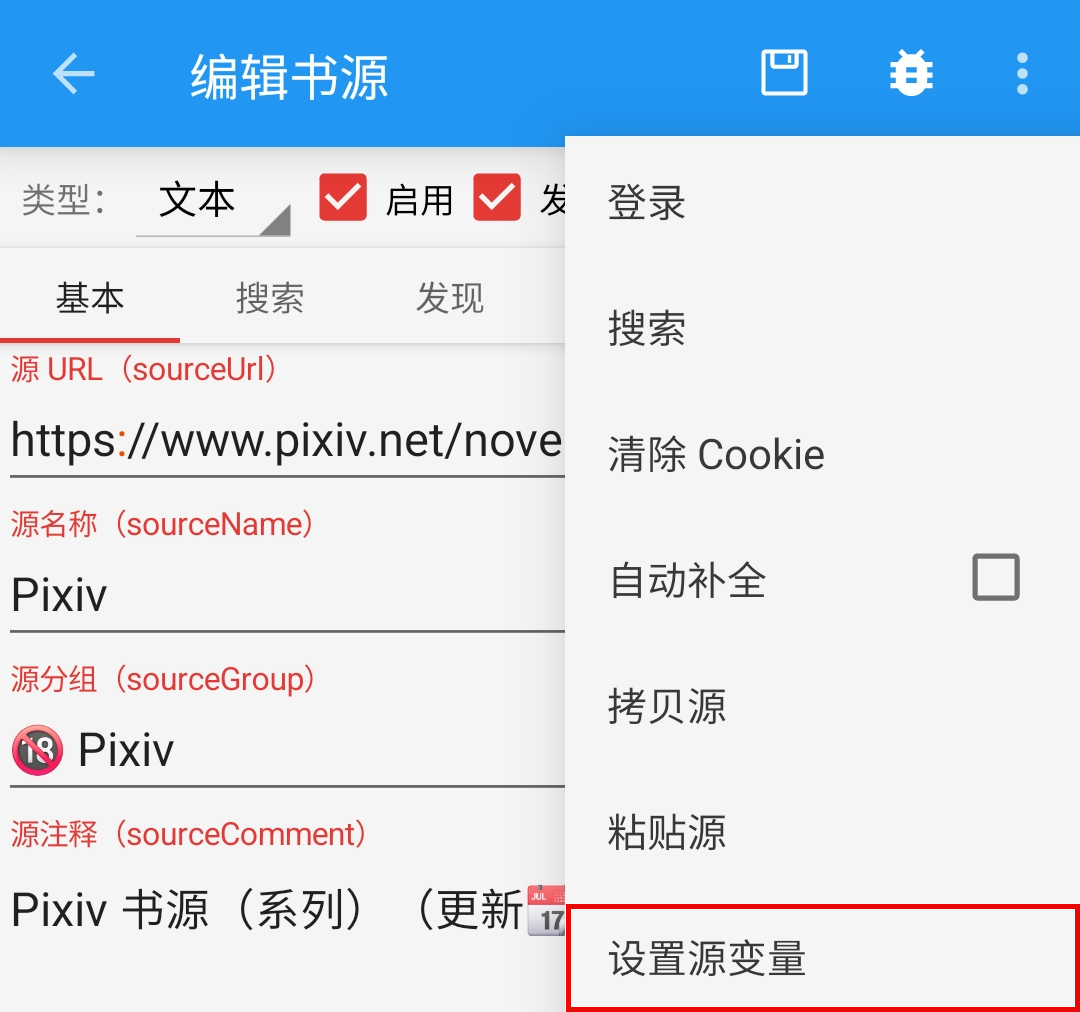 编辑书源
类型： 文本 启用
基本 搜索 发现
源 URL（sourceUrl）
https://www.pixiv.net/nove
源名称（sourceName）
Pixiv
源分组（sourceGroup）
🔞 Pixiv
源注释（sourceComment）
Pixiv 书源（系列）（更新📅
登录
搜索
清除 Cookie
自动补全
拷贝源
粘贴源
设置源变量